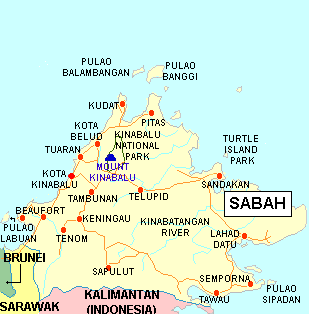 PULAO
BALAMBANGAN
PULAO
BANGGI
KUDAT
PITAS
KOTA
BELUD
KINABALU
NATIONAL
PARK
TURTLE
ISLAND
PARK
TUARAN
MOUNT
KINABALU
KOTA
KINABALU
SANDAKAN
TAMBUNAN
TELUPID
SABAH
BEAUFORT
KENINGAU
KINABATANGAN
RIVER
PULAO
LABUAN
TENOM
LAHAD
DATU
BRUNEI
SAPULUT
SEMPORNA
PULAO
SIPADAN
TAWAU
KALIMANTAN
(INDONESIA)
SARAWAK